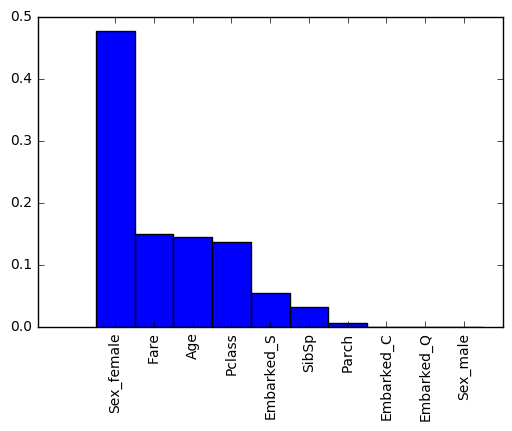 0.5
0.4
0.3
0.2
0.1
0.0
Sex_female
Fare
Age
Pclass
Embarked_S
SibSp
Parch
Embarked_C
Embarked_Q
Sex_male